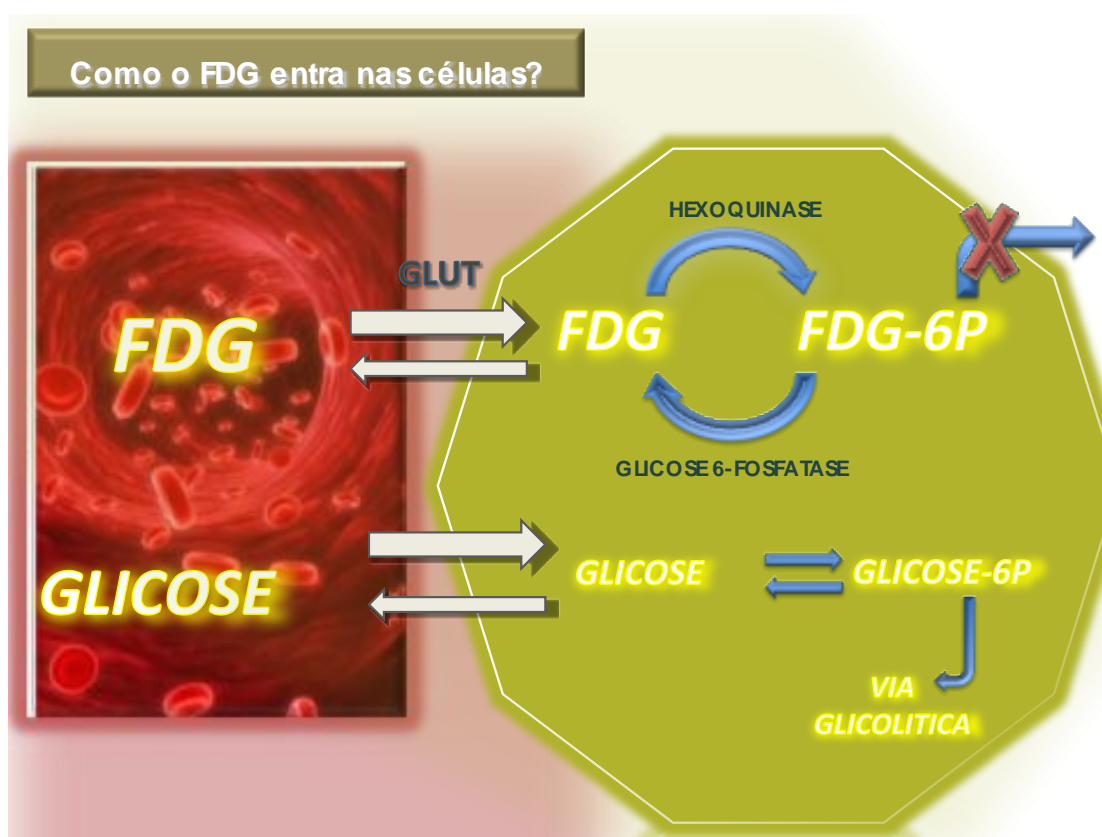 Como o FDG entra nas células?
HEXOQUINASE
GLUT
FDG
FDG
FDG-6P
GLICOSE 6-FOSFATASE
GLICOSE
GLICOSE
GLICOSE-6P
VIA
GLICOLITICA